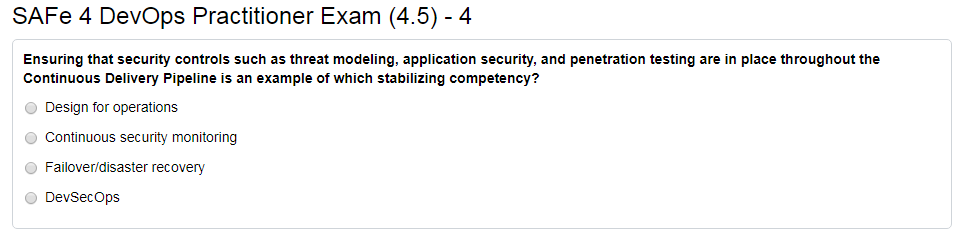 SAFe 4 DevOps Practitioner Exam (4.5) - 4
Ensuring that security controls such as threat modeling, application security, and penetration testing are in place throughout the
Continuous Delivery Pipeline is an example of which stabilizing competency?
Design for operations
Continuous security monitoring
Failover/disaster recovery
DevSecOps